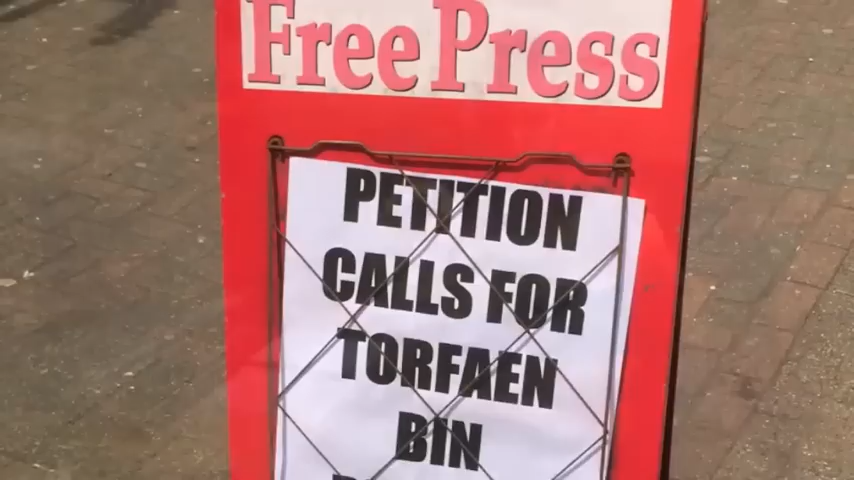 Free Press
PETITION
CALLS FOR
TORFAEN
BIN